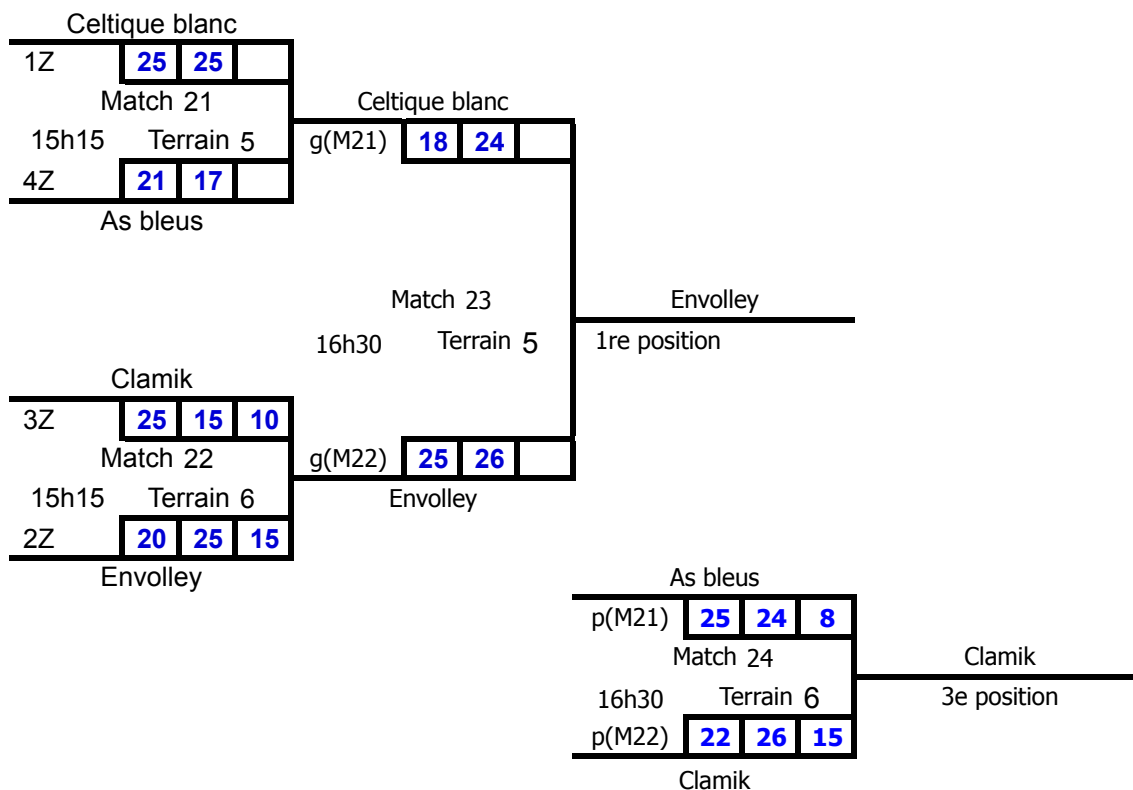 Celtique blanc
1Z 25 25
Match 21
15h15 Terrain 5
4Z 21 17
As bleus
Celtique blanc
g(M21) 18 24
Match 23
16h30 Terrain 5
g(M22) 25 26
Envolley
Envolley
1re position
Clamik
3Z 25 15 10
Match 22
15h15 Terrain 6
2Z 20 25 15
Envolley
As bleus
p(M21) 25 24 8
Match 24
16h30 Terrain 6
p(M22) 22 26 15
Clamik
Clamik
3e position